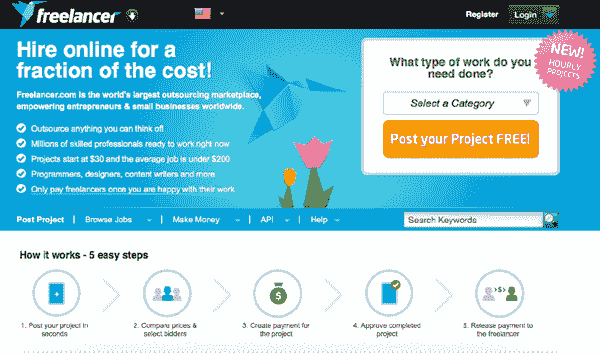 freelancer
Register
Login
Hire online for a
fraction of the cost!
Freelancer.com is the world's largest outsourcing marketplace,
empowering entrepreneurs & small businesses worldwide.
Outsource anything you can think of!
Millions of skilled professionals ready to work right now
Projects start at $30 and the average job is under $200
Programmers, designers, content writers and more
Only pay freelancers once you are happy with their work
What type of work do you
need done?
Select a Category
Post your Project FREE!
NEW!
HOURLY
PROJECTS
Post Project | Browse Jobs | Make Money | API | Help
Search Keywords
How it works - 5 easy steps
1. Post your project in
seconds
2. Compare prices &
select bidders
3. Create payment for
the project
4. Approve completed
project
5. Release payment to
the freelancer